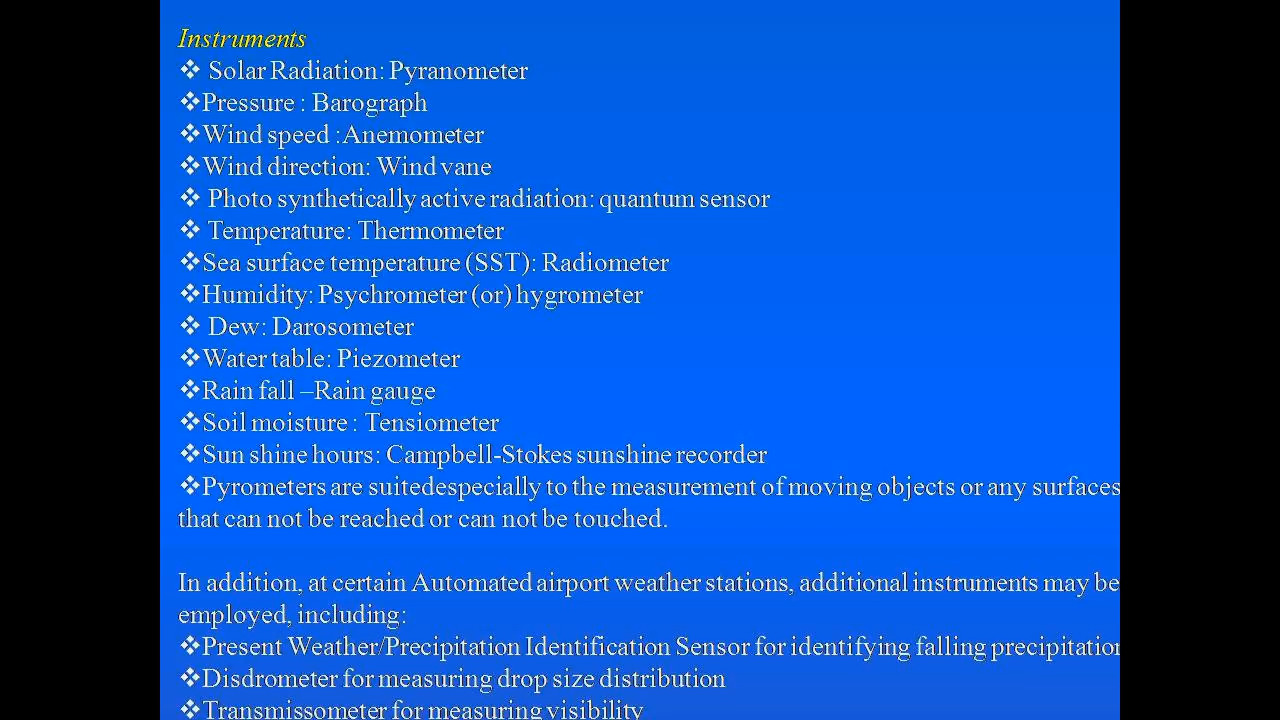 Instruments
❖ Solar Radiation: Pyranometer
❖Pressure : Barograph
❖Wind speed :Anemometer
❖Wind direction: Wind vane
❖ Photo synthetically active radiation: quantum sensor
❖ Temperature: Thermometer
❖Sea surface temperature (SST): Radiometer
❖Humidity: Psychrometer (or) hygrometer
❖ Dew: Darosometer
❖Water table: Piezometer
❖Rain fall –Rain gauge
❖Soil moisture : Tensiometer
❖Sun shine hours: Campbell-Stokes sunshine recorder
❖Pyrometers are suitedespecially to the measurement of moving objects or any surfaces
that can not be reached or can not be touched.
In addition, at certain Automated airport weather stations, additional instruments may be
employed, including:
❖Present Weather/Precipitation Identification Sensor for identifying falling precipitation
❖Disdrometer for measuring drop size distribution
❖Transmissometer for measuring visibility